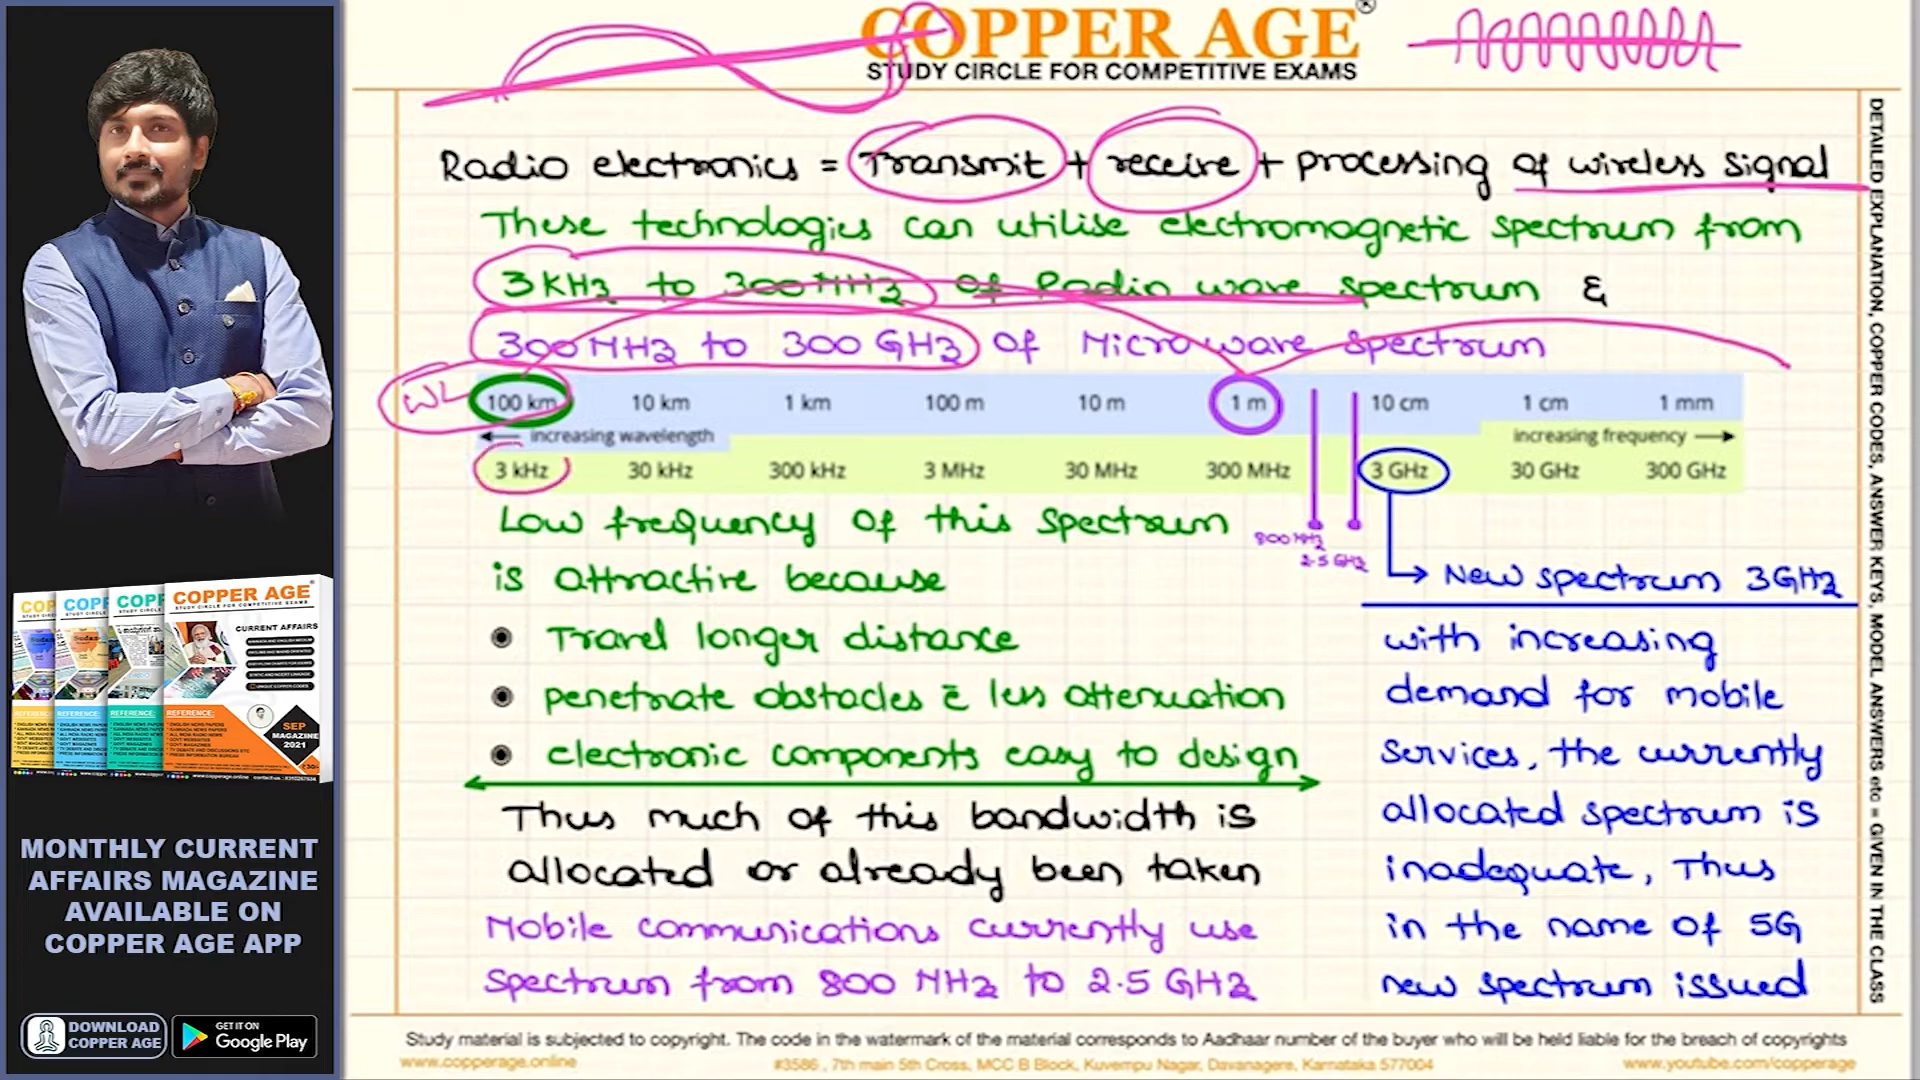 COPPER AGE
STUDY CIRCLE FOR COMPETITIVE EXAMS
Radio electronics = Transmit + receive + processing of wireless signal
These technologies can utilise electromagnetic spectrum from
3 KHz to 300 MHz of Radio wave spectrum &
300 MHz to 300 GHz of Microwave spectrum
WL
100 km 10 km 1 km 100 m 10 m 1 m 10 cm 1 cm 1 mm
increasing wavelength increasing frequency
3 kHz 30 kHz 300 kHz 3 MHz 30 MHz 300 MHz 3 GHz 30 GHz 300 GHz
800 MHz
2.5 GHz
Low frequency of this spectrum
is attractive because
Travel longer distance
penetrate obstacles c̄ less attenuation
electronic components easy to design
Thus much of this bandwidth is
allocated or already been taken
Mobile communications currently use
spectrum from 800 MHz to 2.5 GHz
New spectrum 3GHz
with increasing
demand for mobile
services, the currently
allocated spectrum is
inadequate, Thus
in the name of 5G
new spectrum issued
DETAILED EXPLANATION, COPPER CODES, ANSWER KEYS, MODEL ANSWERS etc = GIVEN IN THE CLASS
Study material is subjected to copyright. The code in the watermark of the material corresponds to Aadhaar number of the buyer who will be held liable for the breach of copyrights
www.copperage.online #3586 , 7th main 5th Cross, MCC B Block, Kuvempu Nagar, Davanagere, Karnataka 577004 www.youtube.com/copperage
COPPER AGE
STUDY CIRCLE FOR COMPETITIVE EXAMS
CURRENT AFFAIRS
REFERENCE:
SEP
MAGAZINE
2021
MONTHLY CURRENT
AFFAIRS MAGAZINE
AVAILABLE ON
COPPER AGE APP
DOWNLOAD
COPPER AGE
GET IT ON
Google Play